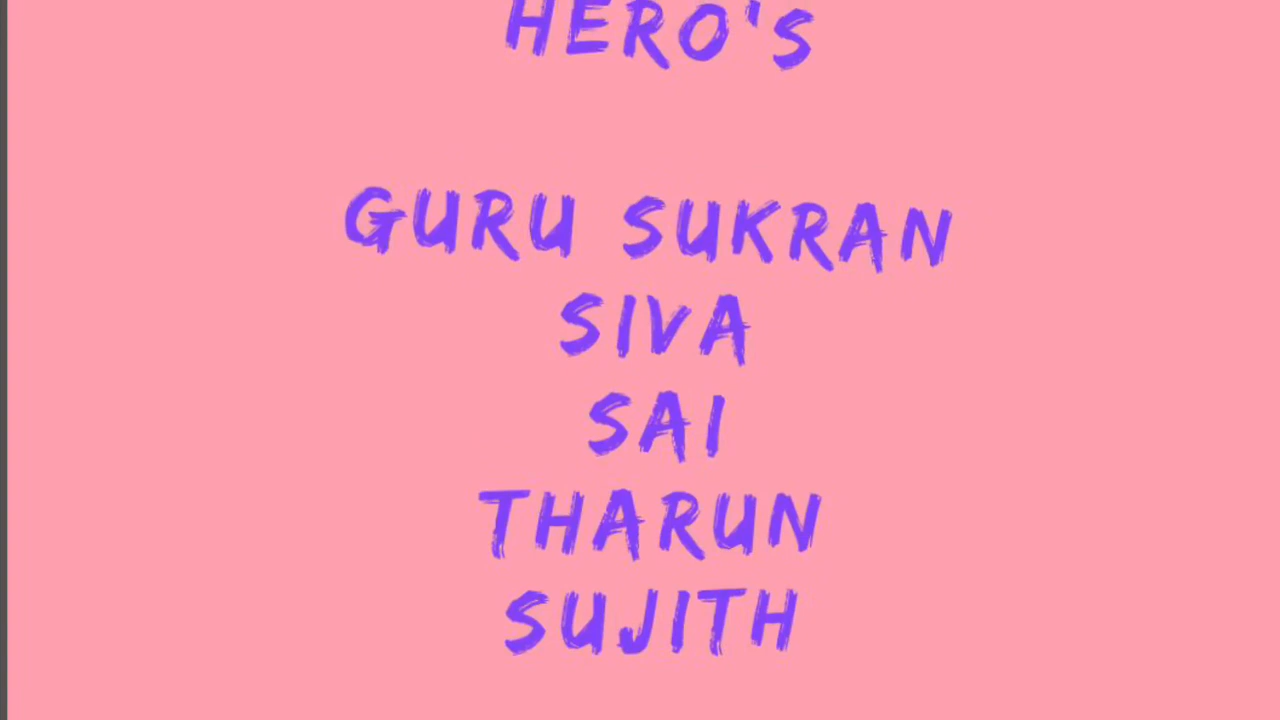 HERO'S
GURU SUKRAN
SIVA
SAI
THARUN
SUJITH